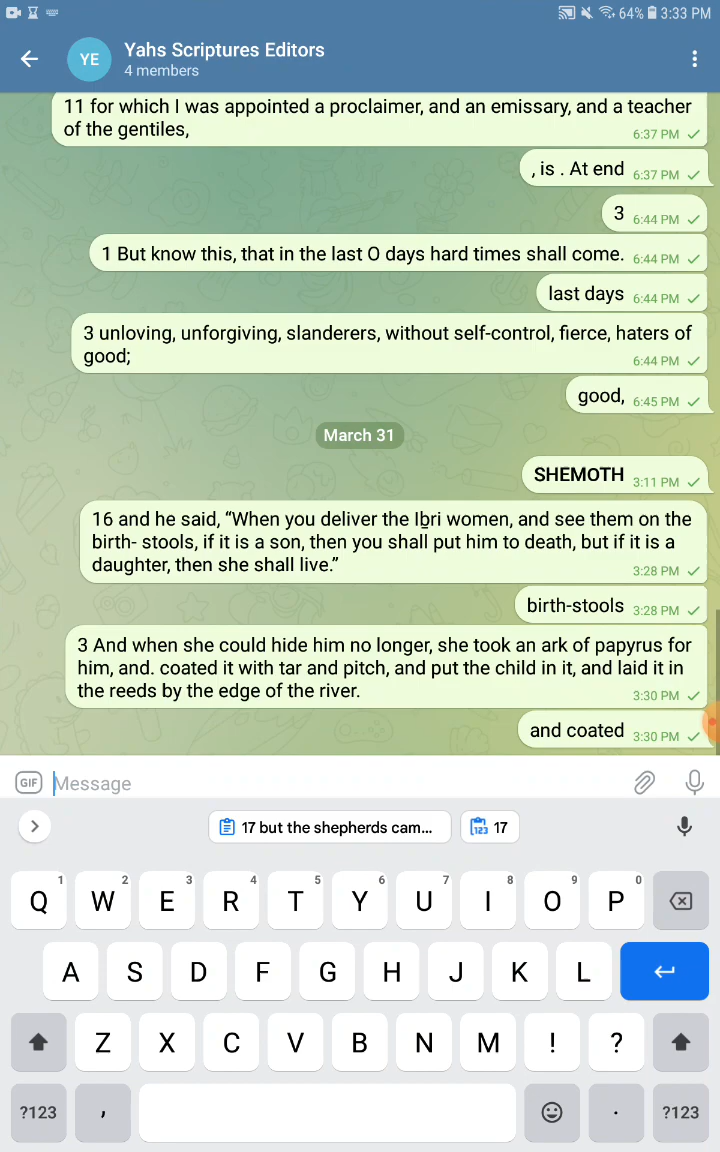 64% 3:33 PM
YE Yahs Scriptures Editors
4 members
11 for which I was appointed a proclaimer, and an emissary, and a teacher
of the gentiles,
6:37 PM
, is . At end 6:37 PM
3 6:44 PM
1 But know this, that in the last O days hard times shall come. 6:44 PM
last days 6:44 PM
3 unloving, unforgiving, slanderers, without self-control, fierce, haters of
good;
6:44 PM
good, 6:45 PM
March 31
SHEMOTH 3:11 PM
16 and he said, “When you deliver the Iḇri women, and see them on the
birth- stools, if it is a son, then you shall put him to death, but if it is a
daughter, then she shall live.”
3:28 PM
birth-stools 3:28 PM
3 And when she could hide him no longer, she took an ark of papyrus for
him, and. coated it with tar and pitch, and put the child in it, and laid it in
the reeds by the edge of the river.
3:30 PM
and coated 3:30 PM
GIF Message
17 but the shepherds cam... 123 17
1 2 3 4 5 6 7 8 9 0
Q W E R T Y U I O P
A S D F G H J K L
Z X C V B N M ! ?
?123 , . ?123